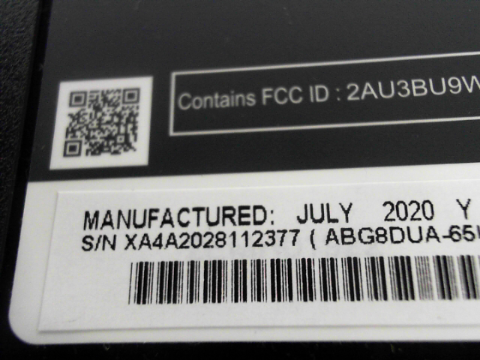 Contains FCC ID : 2AU3BU9W
MANUFACTURED: JULY 2020 Y
S/N XA4A2028112377 ( ABG8DUA-65